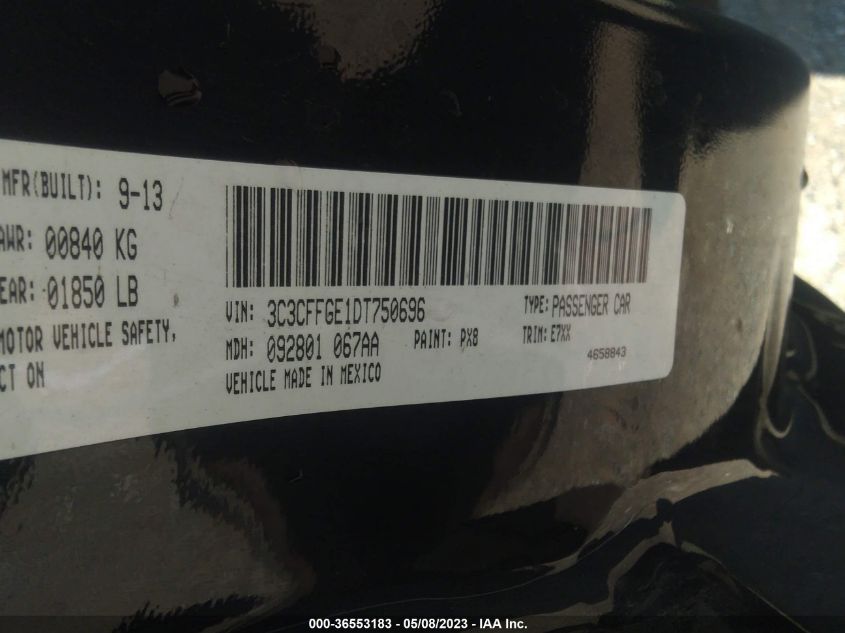 MFR(BUILT): 9-13
AWR: 00840 KG
EAR: 01850 LB
MOTOR VEHICLE SAFETY,
CT ON
VIN: 3C3CFFGE1DT750696
TYPE: PASSENGER CAR
MDH: 092801 067AA
PAINT: PX8
TRIM: E7XX
VEHICLE MADE IN MEXICO
4658843
000-36553183 - 05/08/2023 - IAA Inc.